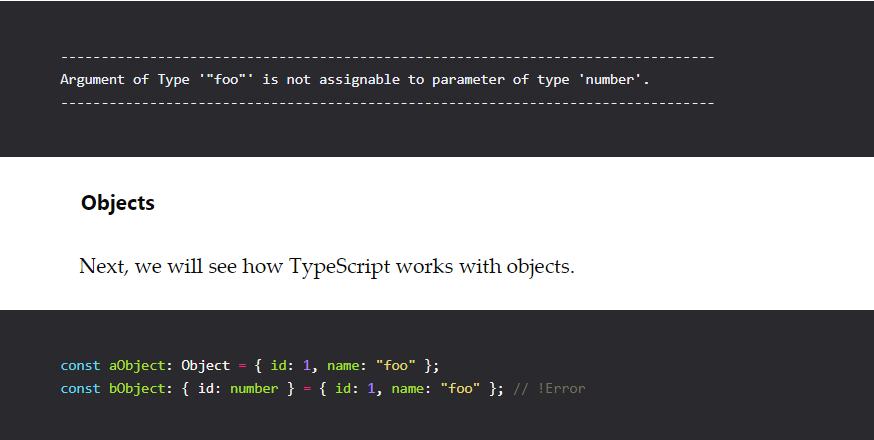 ---------------------------------------------------------------------------------
Argument of Type '"foo"' is not assignable to parameter of type 'number'.
---------------------------------------------------------------------------------
Objects
Next, we will see how TypeScript works with objects.
const aObject: Object = { id: 1, name: "foo" };
const bObject: { id: number } = { id: 1, name: "foo" }; // !Error